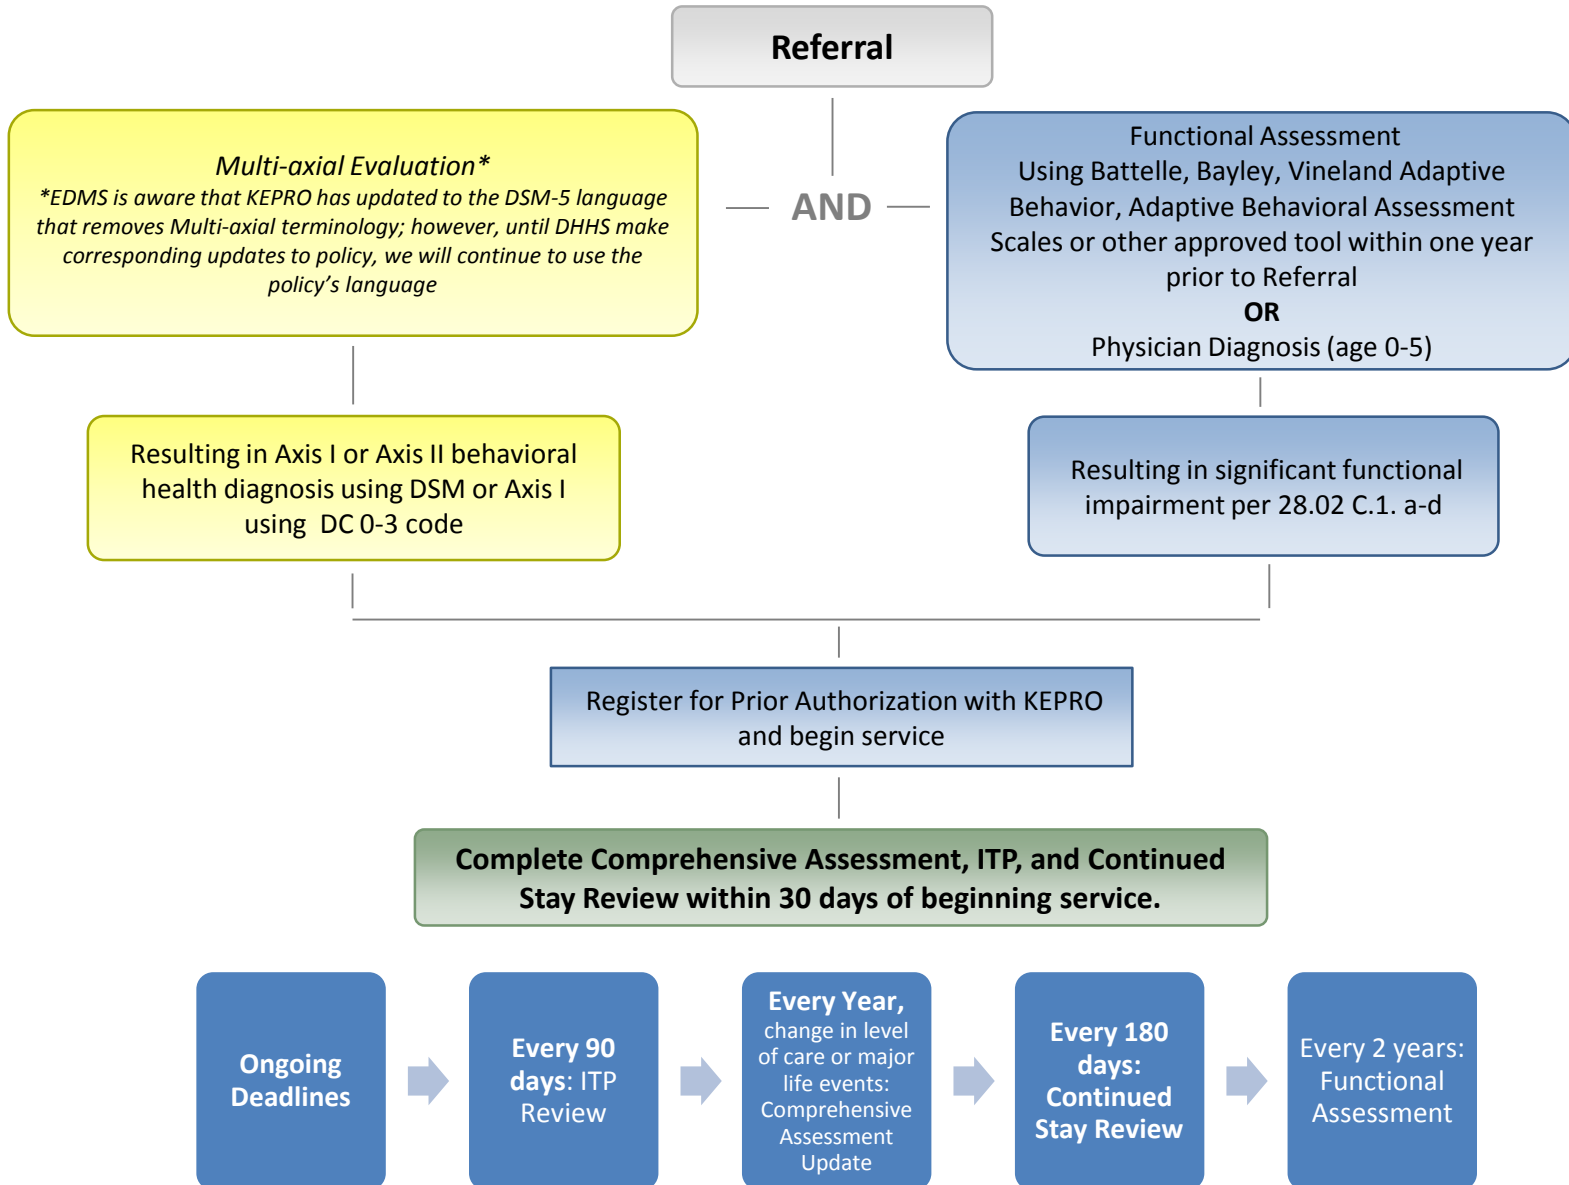 Referral
Multi-axial Evaluation*
*EDMS is aware that KEPRO has updated to the DSM-5 language
that removes Multi-axial terminology; however, until DHHS make
corresponding updates to policy, we will continue to use the
policy's language
AND
Functional Assessment
Using Battelle, Bayley, Vineland Adaptive
Behavior, Adaptive Behavioral Assessment
Scales or other approved tool within one year
prior to Referral
OR
Physician Diagnosis (age 0-5)
Resulting in Axis I or Axis II behavioral
health diagnosis using DSM or Axis I
using DC 0-3 code
Resulting in significant functional
impairment per 28.02 C.1. a-d
Register for Prior Authorization with KEPRO
and begin service
Complete Comprehensive Assessment, ITP, and Continued
Stay Review within 30 days of beginning service.
Ongoing
Deadlines
Every 90
days: ITP
Review
Every Year,
change in level
of care or major
life events:
Comprehensive
Assessment
Update
Every 180
days:
Continued
Stay Review
Every 2 years:
Functional
Assessment